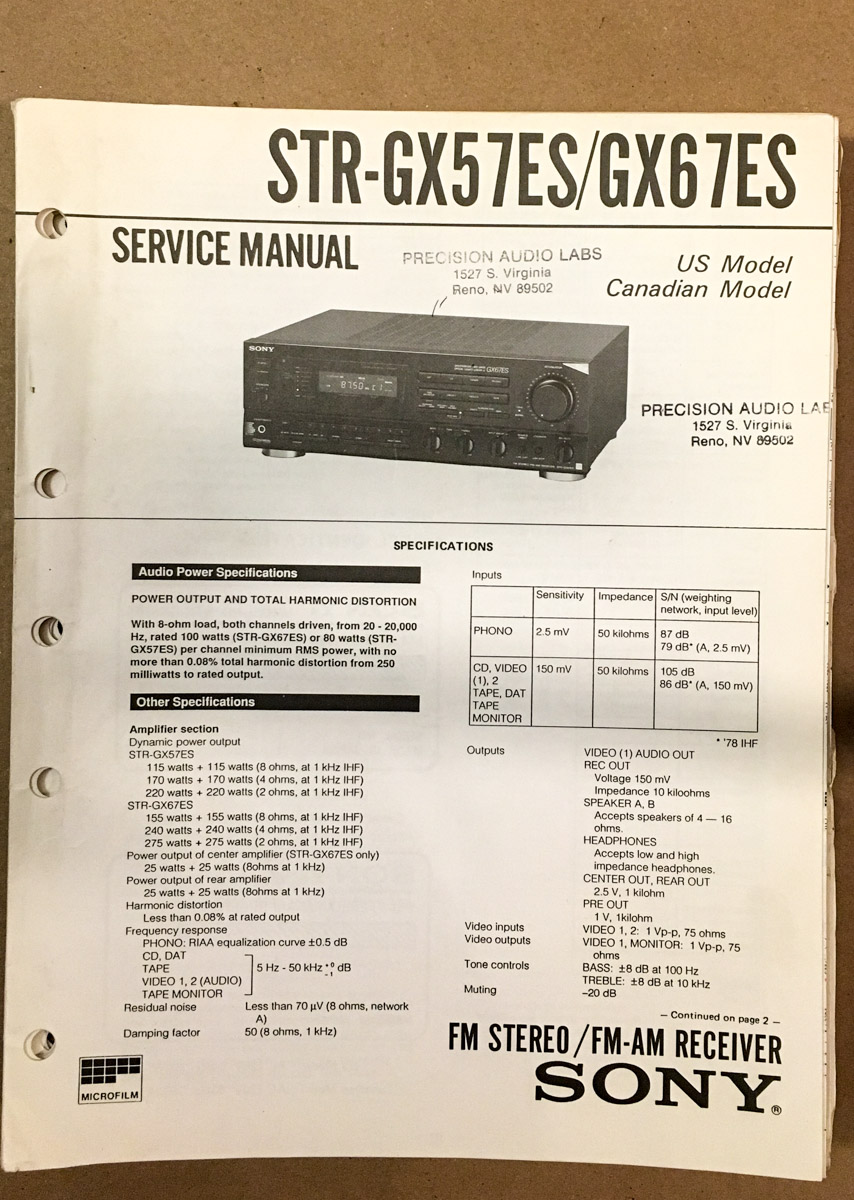 STR-GX57ES/GX67ES
SERVICE MANUAL
PRECISION AUDIO LABS
1527 S. Virginia
Reno, NV 89502
US Model
Canadian Model
SONY
GX67ES
PRECISION AUDIO LAB
1527 S. Virginia
Reno, NV 89502
SPECIFICATIONS
Audio Power Specifications
POWER OUTPUT AND TOTAL HARMONIC DISTORTION
With 8-ohm load, both channels driven, from 20 - 20,000
Hz, rated 100 watts (STR-GX67ES) or 80 watts (STR-
GX57ES) per channel minimum RMS power, with no
more than 0.08% total harmonic distortion from 250
milliwatts to rated output.
Other Specifications
Amplifier section
Dynamic power output
STR-GX57ES
115 watts + 115 watts (8 ohms, at 1 kHz IHF)
170 watts + 170 watts (4 ohms, at 1 kHz IHF)
220 watts + 220 watts (2 ohms, at 1 kHz IHF)
STR-GX67ES
155 watts + 155 watts (8 ohms, at 1 kHz IHF)
240 watts + 240 watts (4 ohms, at 1 kHz IHF)
275 watts + 275 watts (2 ohms, at 1 kHz IHF)
Power output of center amplifier (STR-GX67ES only)
25 watts + 25 watts (8ohms at 1 kHz)
Power output of rear amplifier
25 watts + 25 watts (8ohms at 1 kHz)
Harmonic distortion
Less than 0.08% at rated output
Frequency response
PHONO: RIAA equalization curve ±0.5 dB
CD, DAT
TAPE
VIDEO 1, 2 (AUDIO)
TAPE MONITOR
5 Hz - 50 kHz +0 -1 dB
Residual noise Less than 70 µV (8 ohms, network
A)
Damping factor 50 (8 ohms, 1 kHz)
MICROFILM
Inputs
Sensitivity Impedance S/N (weighting
network, input level)
PHONO 2.5 mV 50 kilohms 87 dB
79 dB* (A, 2.5 mV)
CD, VIDEO 150 mV 50 kilohms 105 dB
(1), 2 86 dB* (A, 150 mV)
TAPE, DAT
TAPE
MONITOR
* '78 IHF
Outputs VIDEO (1) AUDIO OUT
REC OUT
Voltage 150 mV
Impedance 10 kiloohms
SPEAKER A, B
Accepts speakers of 4 — 16
ohms.
HEADPHONES
Accepts low and high
impedance headphones.
CENTER OUT, REAR OUT
2.5 V, 1 kilohm
PRE OUT
1 V, 1kilohm
Video inputs VIDEO 1, 2: 1 Vp-p, 75 ohms
Video outputs VIDEO 1, MONITOR: 1 Vp-p, 75
ohms
Tone controls BASS: ±8 dB at 100 Hz
TREBLE: ±8 dB at 10 kHz
Muting –20 dB
— Continued on page 2 —
FM STEREO/FM-AM RECEIVER
SONY®